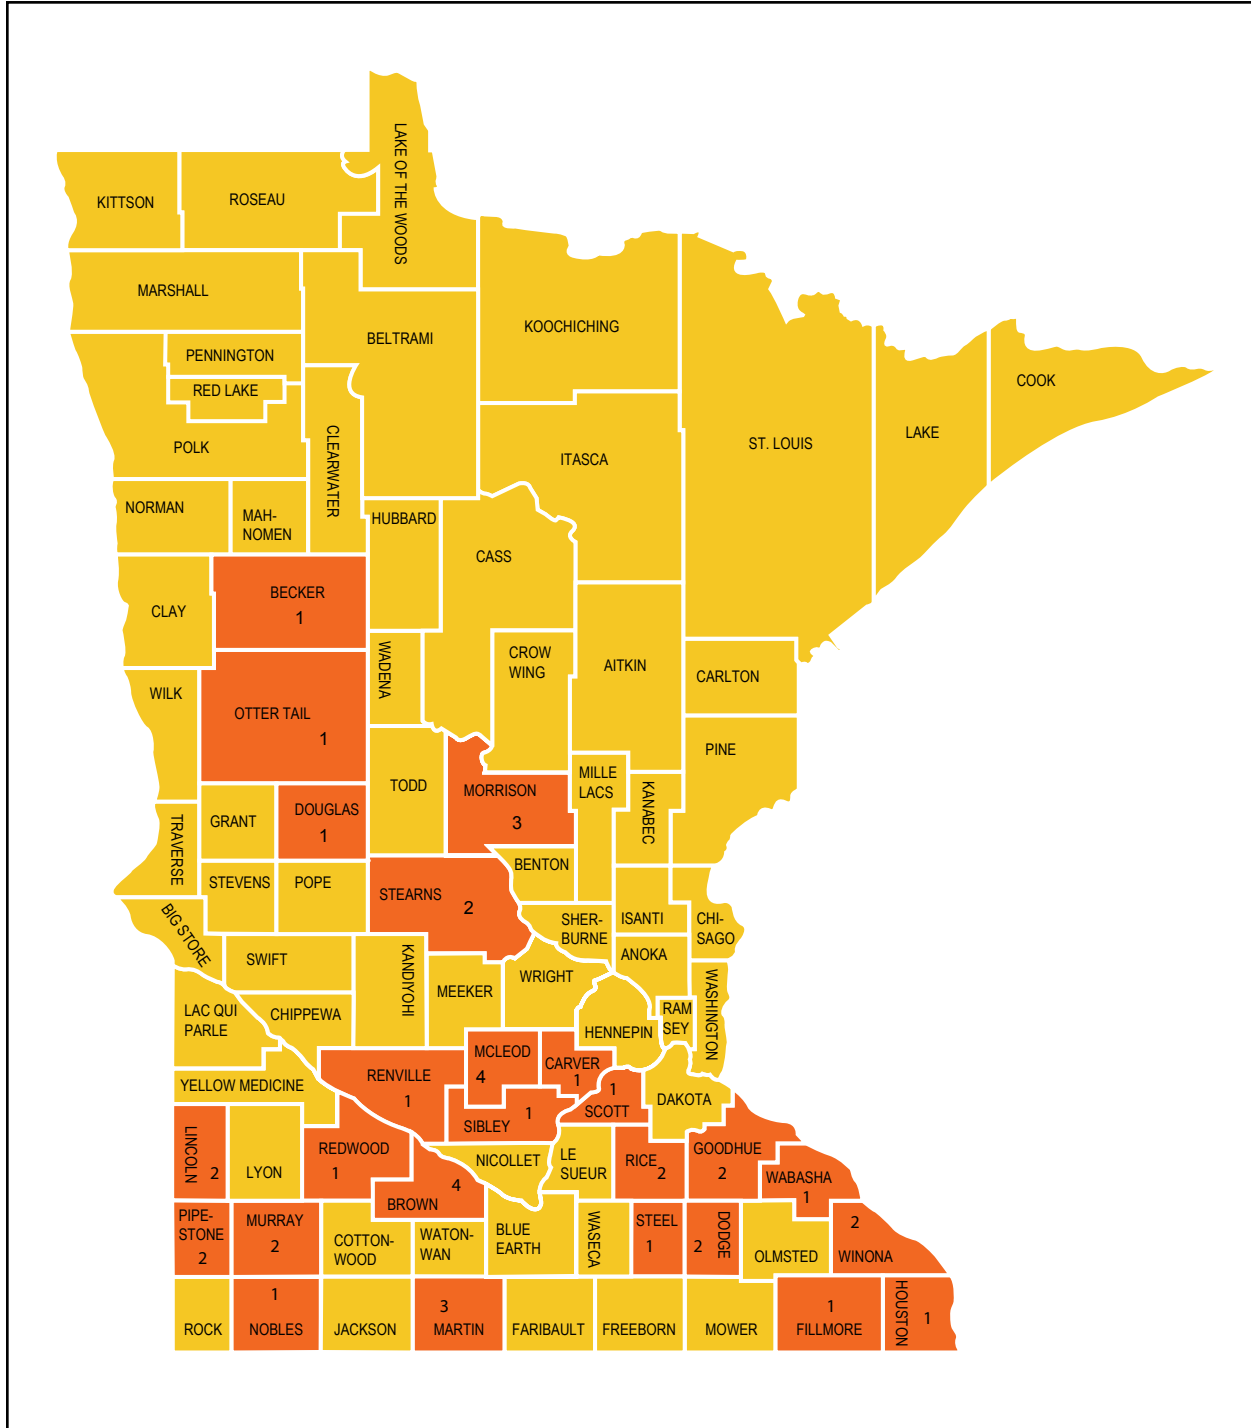 LAKE OF THE WOODS
KITTSON
ROSEAU
MARSHALL
KOOCHICHING
BELTRAMI
PENNINGTON
COOK
RED LAKE
LAKE
ST. LOUIS
POLK
ITASCA
CLEARWATER
NORMAN
MAH-
NOMEN
HUBBARD
CASS
BECKER
1
CLAY
CROW
WING
AITKIN
WADENA
CARLTON
WILK
OTTER TAIL
1
PINE
MILLE
LACS
TODD
MORRISON
3
KANABEC
GRANT
DOUGLAS
1
TRAVERSE
BENTON
STEVENS
POPE
STEARNS
2
SHER-
BURNE
ISANTI
CHI-
SAGO
BIG STORE
SWIFT
KANDIYOHI
ANOKA
WRIGHT
MEEKER
WASHINGTON
LAC QUI
PARLE
CHIPPEWA
RAM
SEY
HENNEPIN
MCLEOD
4
CARVER
1
RENVILLE
1
YELLOW MEDICINE
1
SCOTT
DAKOTA
SIBLEY
1
LINCOLN
2
LYON
REDWOOD
1
NICOLLET
LE
SUEUR
RICE
2
GOODHUE
2
WABASHA
1
BROWN
4
PIPE-
STONE
2
MURRAY
2
COTTON-
WOOD
WATON-
WAN
BLUE
EARTH
WASECA
STEEL
1
DODGE
2
OLMSTED
2
WINONA
ROCK
1
NOBLES
JACKSON
3
MARTIN
FARIBAULT
FREEBORN
MOWER
1
FILLMORE
HOUSTON
1